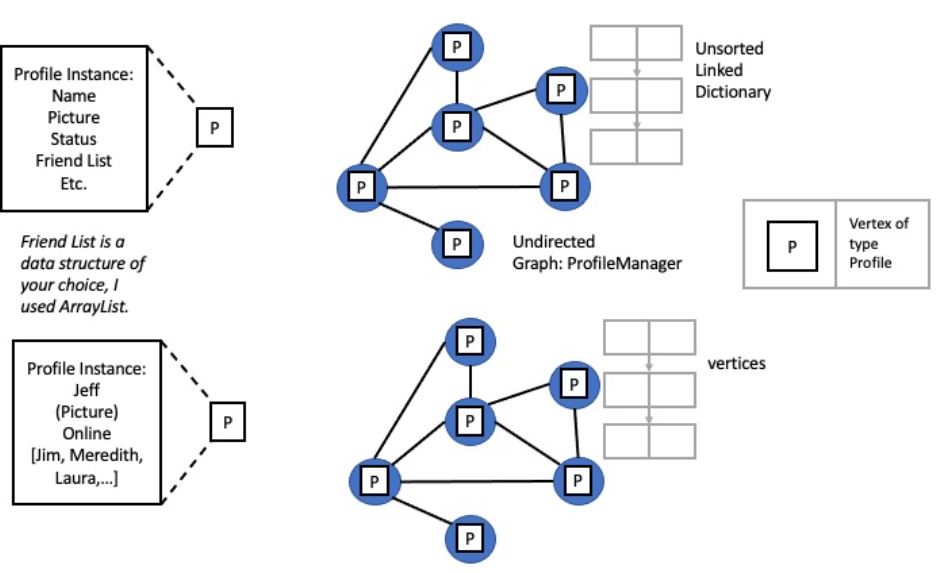 Profile Instance:
Name
Picture
Status
Friend List
Etc.
P
Friend List is a
data structure of
your choice, I
used ArrayList.
P
P
P
P
P
P
Undirected
Graph: ProfileManager
Unsorted
Linked
Dictionary
P
Vertex of
type
Profile
Profile Instance:
Jeff
(Picture)
Online
[Jim, Meredith,
Laura,...]
P
P
P
P
P
P
P
vertices